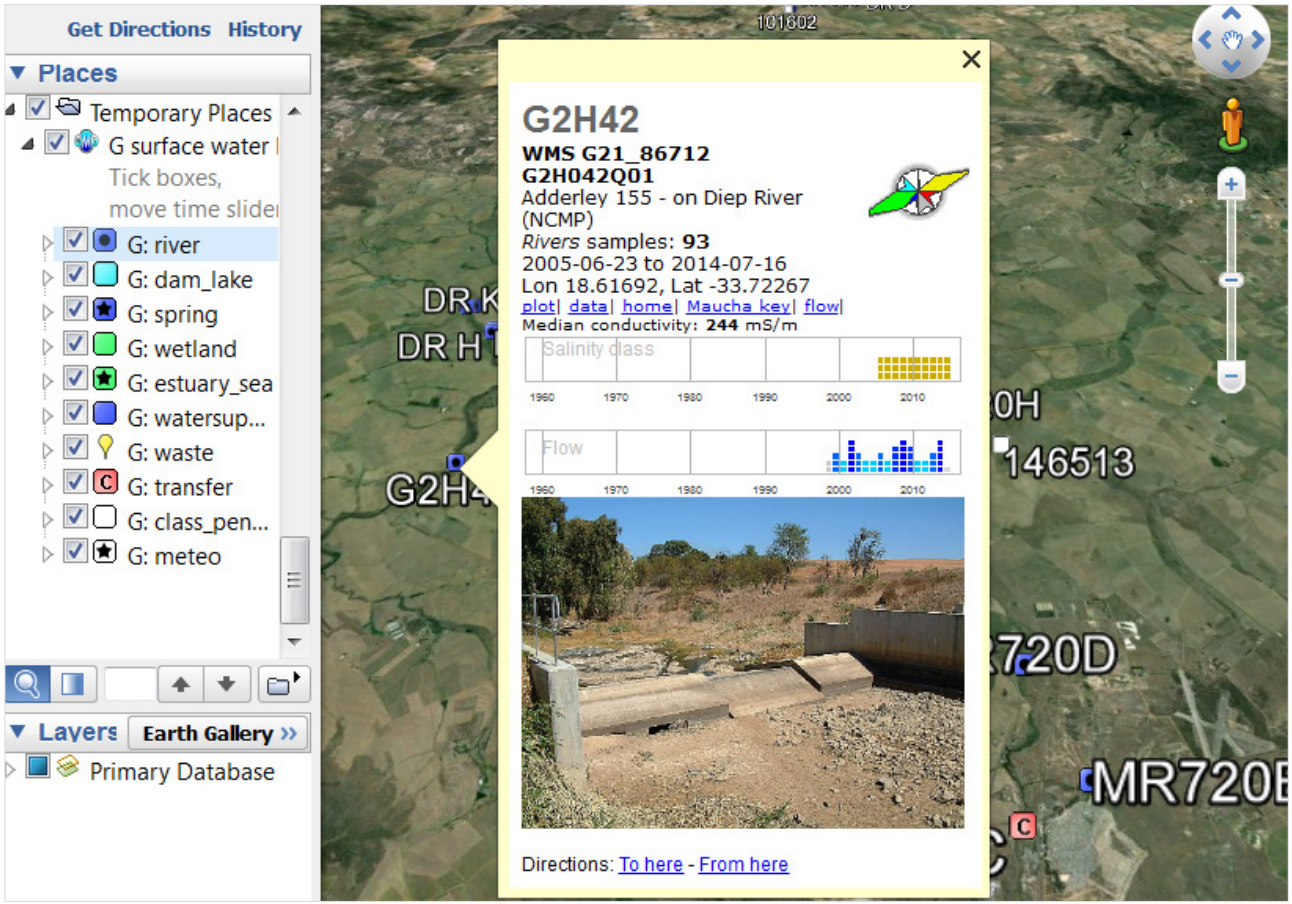 Get Directions History
Places
Temporary Places
G surface water
Tick boxes,
move time slider
G: river
G: dam_lake
G: spring
G: wetland
G: estuary_sea
G: watersup...
G: waste
C G: transfer
G: class_pen...
G: meteo
Layers Earth Gallery »
Primary Database
101602
G2H42
WMS G21_86712
G2H042Q01
Adderley 155 - on Diep River
(NCMP)
Rivers samples: 93
2005-06-23 to 2014-07-16
Lon 18.61692, Lat -33.72267
plot| data| home| Maucha key| flow|
Median conductivity: 244 mS/m
Salinity class
1960 1970 1980 1990 2000 2010
Flow
1960 1970 1980 1990 2000 2010
Directions: To here - From here
DR K
DR H
G2H4
0H
146513
R720D
MR720E
C
C